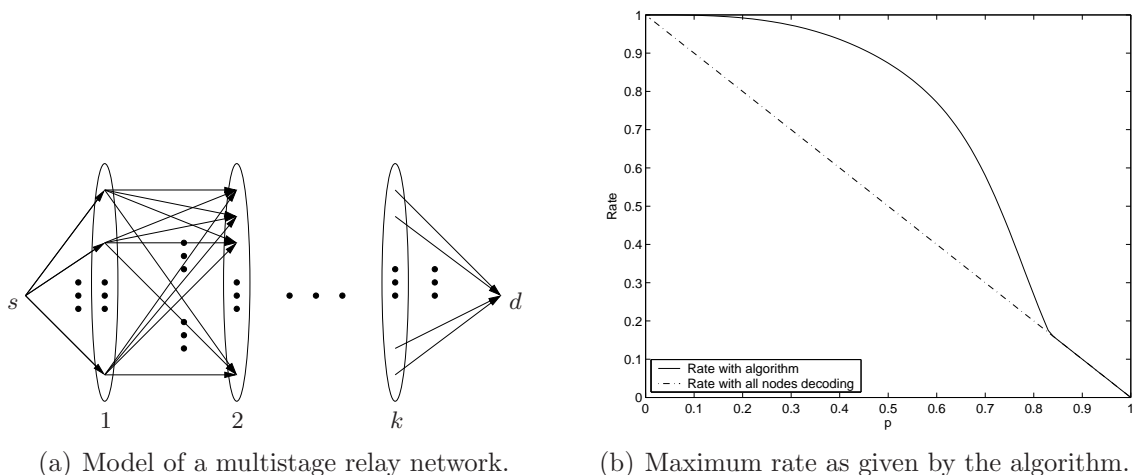 s
d
1
2
k
(a) Model of a multistage relay network.
1
0.9
0.8
0.7
0.6
0.5
0.4
0.3
0.2
0.1
0
Rate
0 0.1 0.2 0.3 0.4 0.5 0.6 0.7 0.8 0.9 1
p
Rate with algorithm
Rate with all nodes decoding
(b) Maximum rate as given by the algorithm.